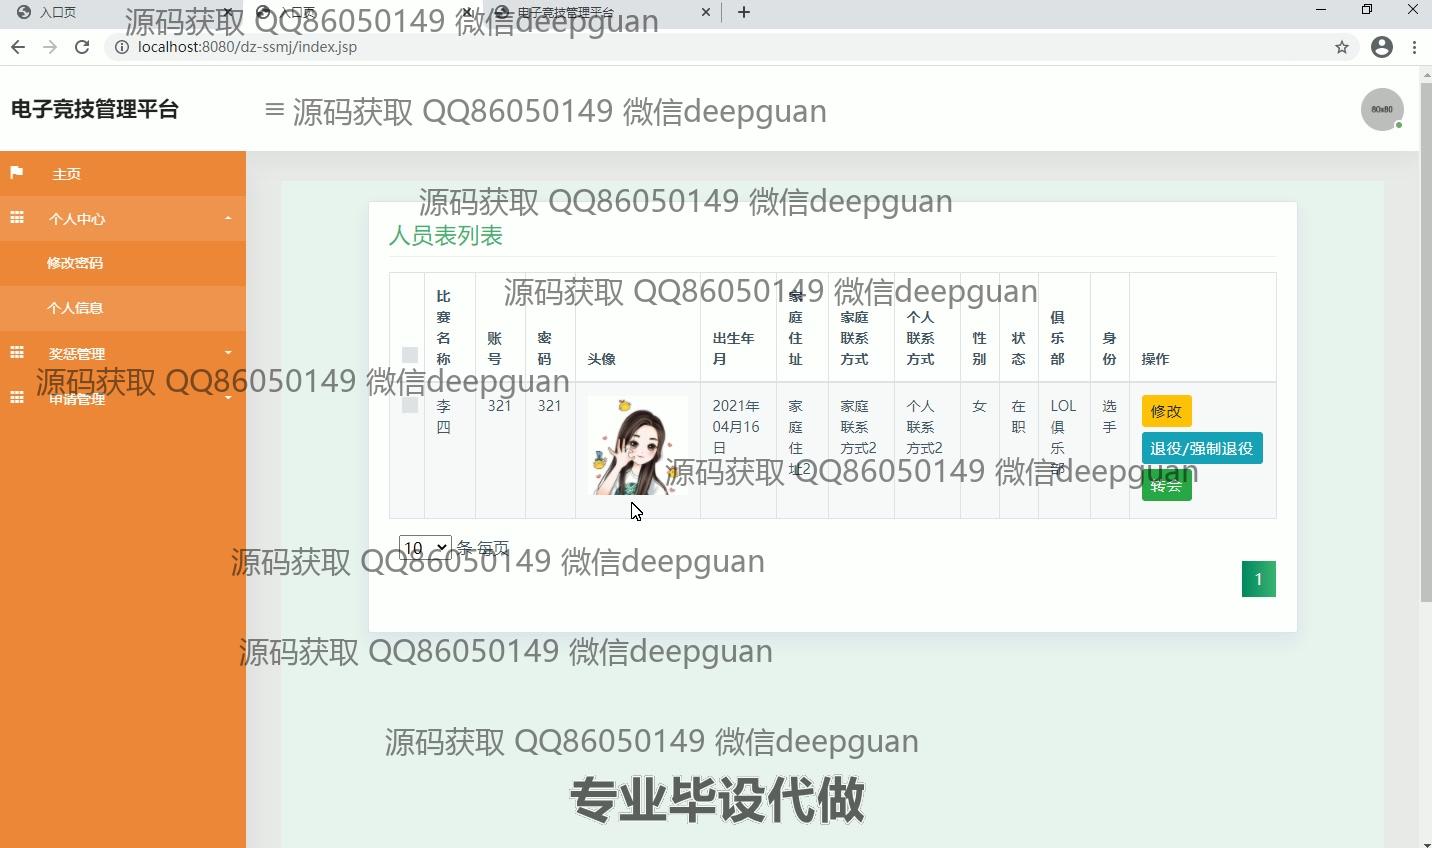 入口页
入口页
电子竞技管理平台
localhost:8080/dz-ssmj/index.jsp
源码获取 QQ86050149 微信deepguan
电子竞技管理平台
源码获取 QQ86050149 微信deepguan
80x80
主页
个人中心
修改密码
个人信息
奖惩管理
申请管理
源码获取 QQ86050149 微信deepguan
人员表列表
源码获取 QQ86050149 微信deepguan
比赛名称
账号
密码
头像
出生年月
家庭住址
家庭联系方式
个人联系方式
性别
状态
俱乐部
身份
操作
源码获取 QQ86050149 微信deepguan
李四
321
321
2021年04月16日
家庭住址2
家庭联系方式2
个人联系方式2
女
在职
LOL俱乐部
选手
修改
退役/强制退役
转会
源码获取 QQ86050149 微信deepguan
10 条 每页
源码获取 QQ86050149 微信deepguan
1
源码获取 QQ86050149 微信deepguan
源码获取 QQ86050149 微信deepguan
专业毕设代做